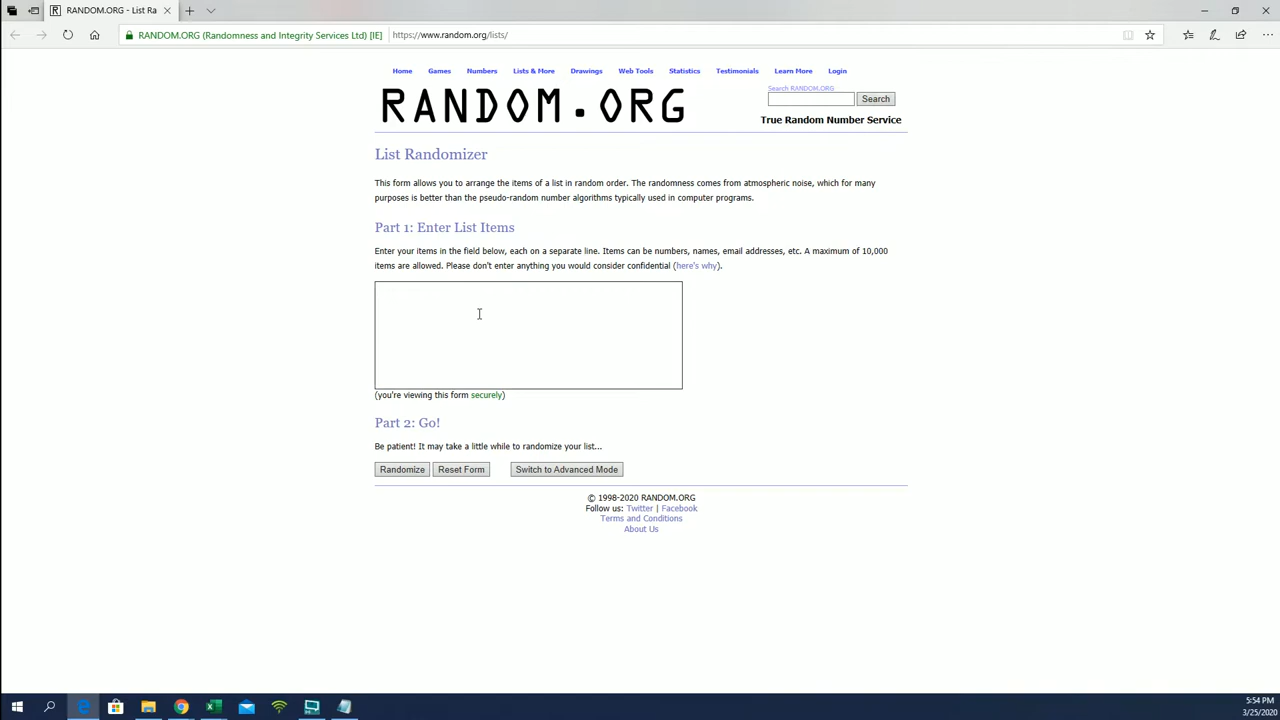 RANDOM.ORG - List Ra
RANDOM.ORG (Randomness and Integrity Services Ltd) [IE] https://www.random.org/lists/
Home Games Numbers Lists & More Drawings Web Tools Statistics Testimonials Learn More Login
RANDOM.ORG
Search RANDOM.ORG
Search
True Random Number Service
List Randomizer
This form allows you to arrange the items of a list in random order. The randomness comes from atmospheric noise, which for many
purposes is better than the pseudo-random number algorithms typically used in computer programs.
Part 1: Enter List Items
Enter your items in the field below, each on a separate line. Items can be numbers, names, email addresses, etc. A maximum of 10,000
items are allowed. Please don't enter anything you would consider confidential (here's why).
(you're viewing this form securely)
Part 2: Go!
Be patient! It may take a little while to randomize your list...
Randomize Reset Form Switch to Advanced Mode
© 1998-2020 RANDOM.ORG
Follow us: Twitter | Facebook
Terms and Conditions
About Us
5:54 PM
3/25/2020